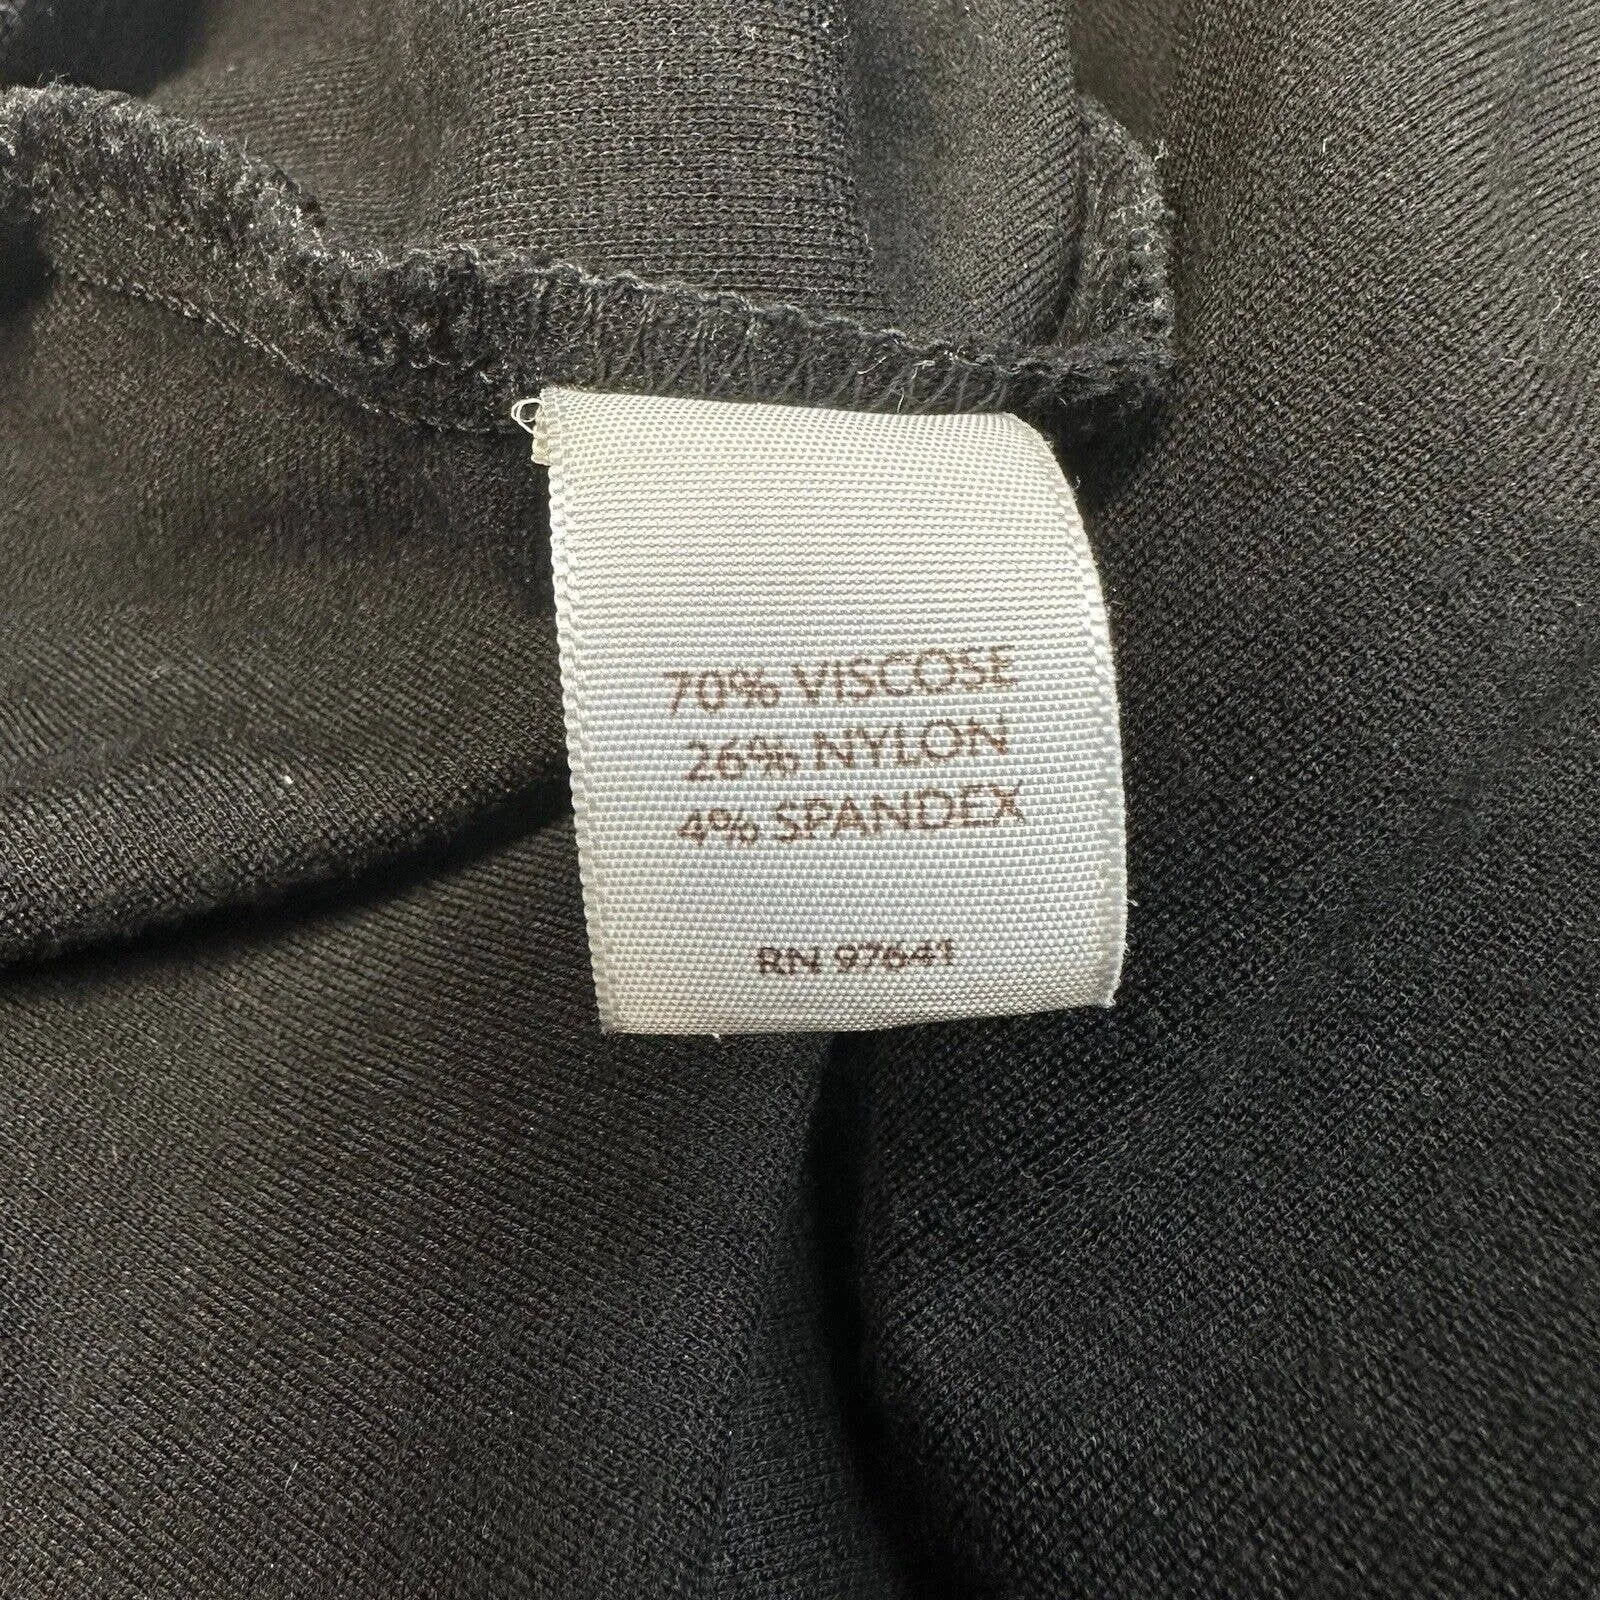 70% VISCOSE
26% NYLON
4% SPANDEX
RN 97641